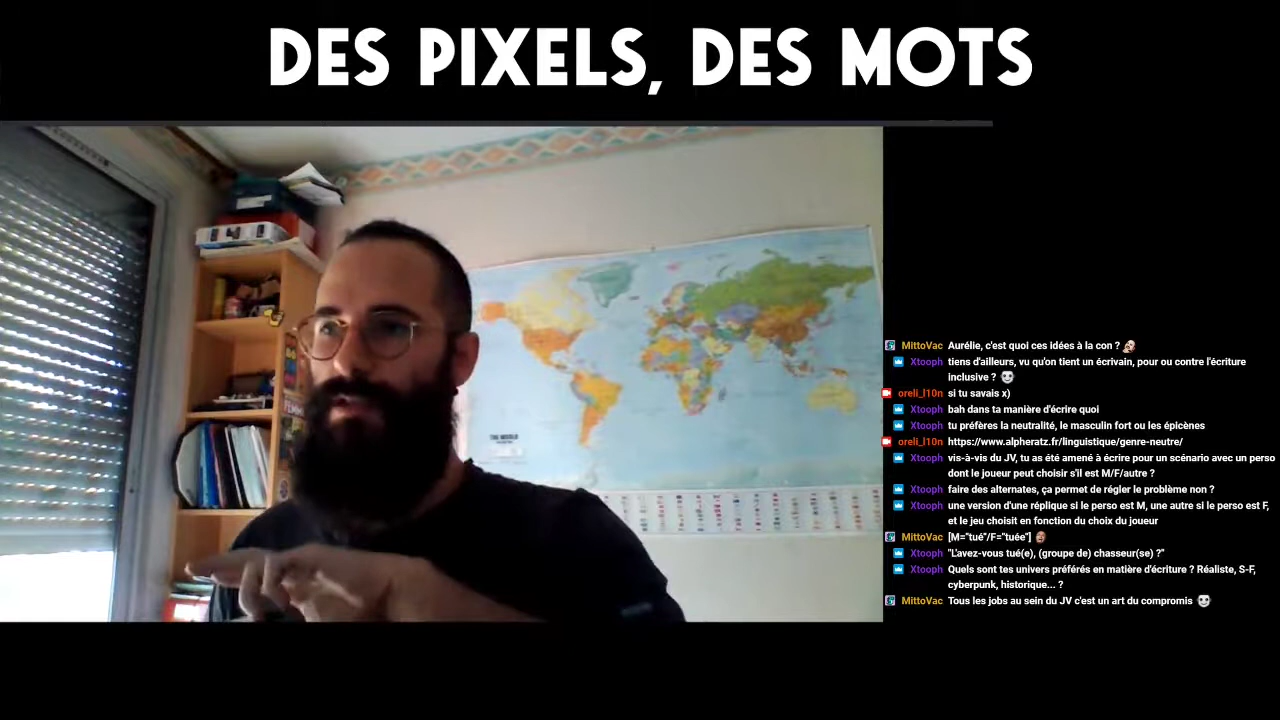 DES PIXELS, DES MOTS
MittoVac Aurélie, c'est quoi ces idées à la con ?
Xtooph tiens d'ailleurs, vu qu'on tient un écrivain, pour ou contre l'écriture
inclusive ?
oreli_l10n si tu savais x)
Xtooph bah dans ta manière d'écrire quoi
Xtooph tu préfères la neutralité, le masculin fort ou les épicènes
oreli_l10n https://www.alpheratz.fr/linguistique/genre-neutre/
Xtooph vis-à-vis du JV, tu as été amené à écrire pour un scénario avec un perso
dont le joueur peut choisir s'il est M/F/autre ?
Xtooph faire des alternates, ça permet de régler le problème non ?
Xtooph une version d'une réplique si le perso est M, une autre si le perso est F,
et le jeu choisit en fonction du choix du joueur
MittoVac [M="tué"/F="tuée"]
Xtooph "L'avez-vous tué(e), (groupe de) chasseur(se) ?"
Xtooph Quels sont tes univers préférés en matière d'écriture ? Réaliste, S-F,
cyberpunk, historique... ?
MittoVac Tous les jobs au sein du JV c'est un art du compromis
THE WORLD